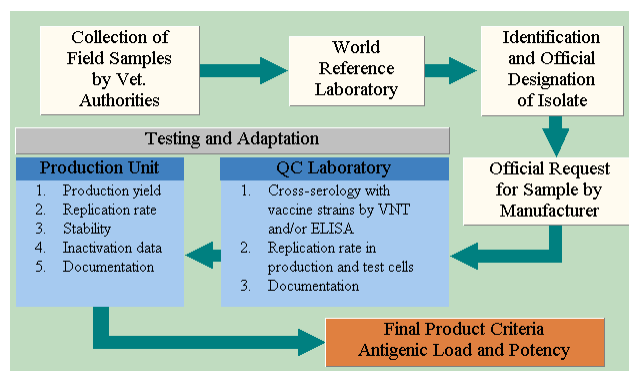 Collection of
Field Samples
by Vet.
Authorities
World
Reference
Laboratory
Identification
and Official
Designation
of Isolate
Official Request
for Sample by
Manufacturer
Testing and Adaptation
QC Laboratory
1. Cross-serology with
vaccine strains by VNT
and/or ELISA
2. Replication rate in
production and test cells
3. Documentation
Production Unit
1. Production yield
2. Replication rate
3. Stability
4. Inactivation data
5. Documentation
Final Product Criteria
Antigenic Load and Potency